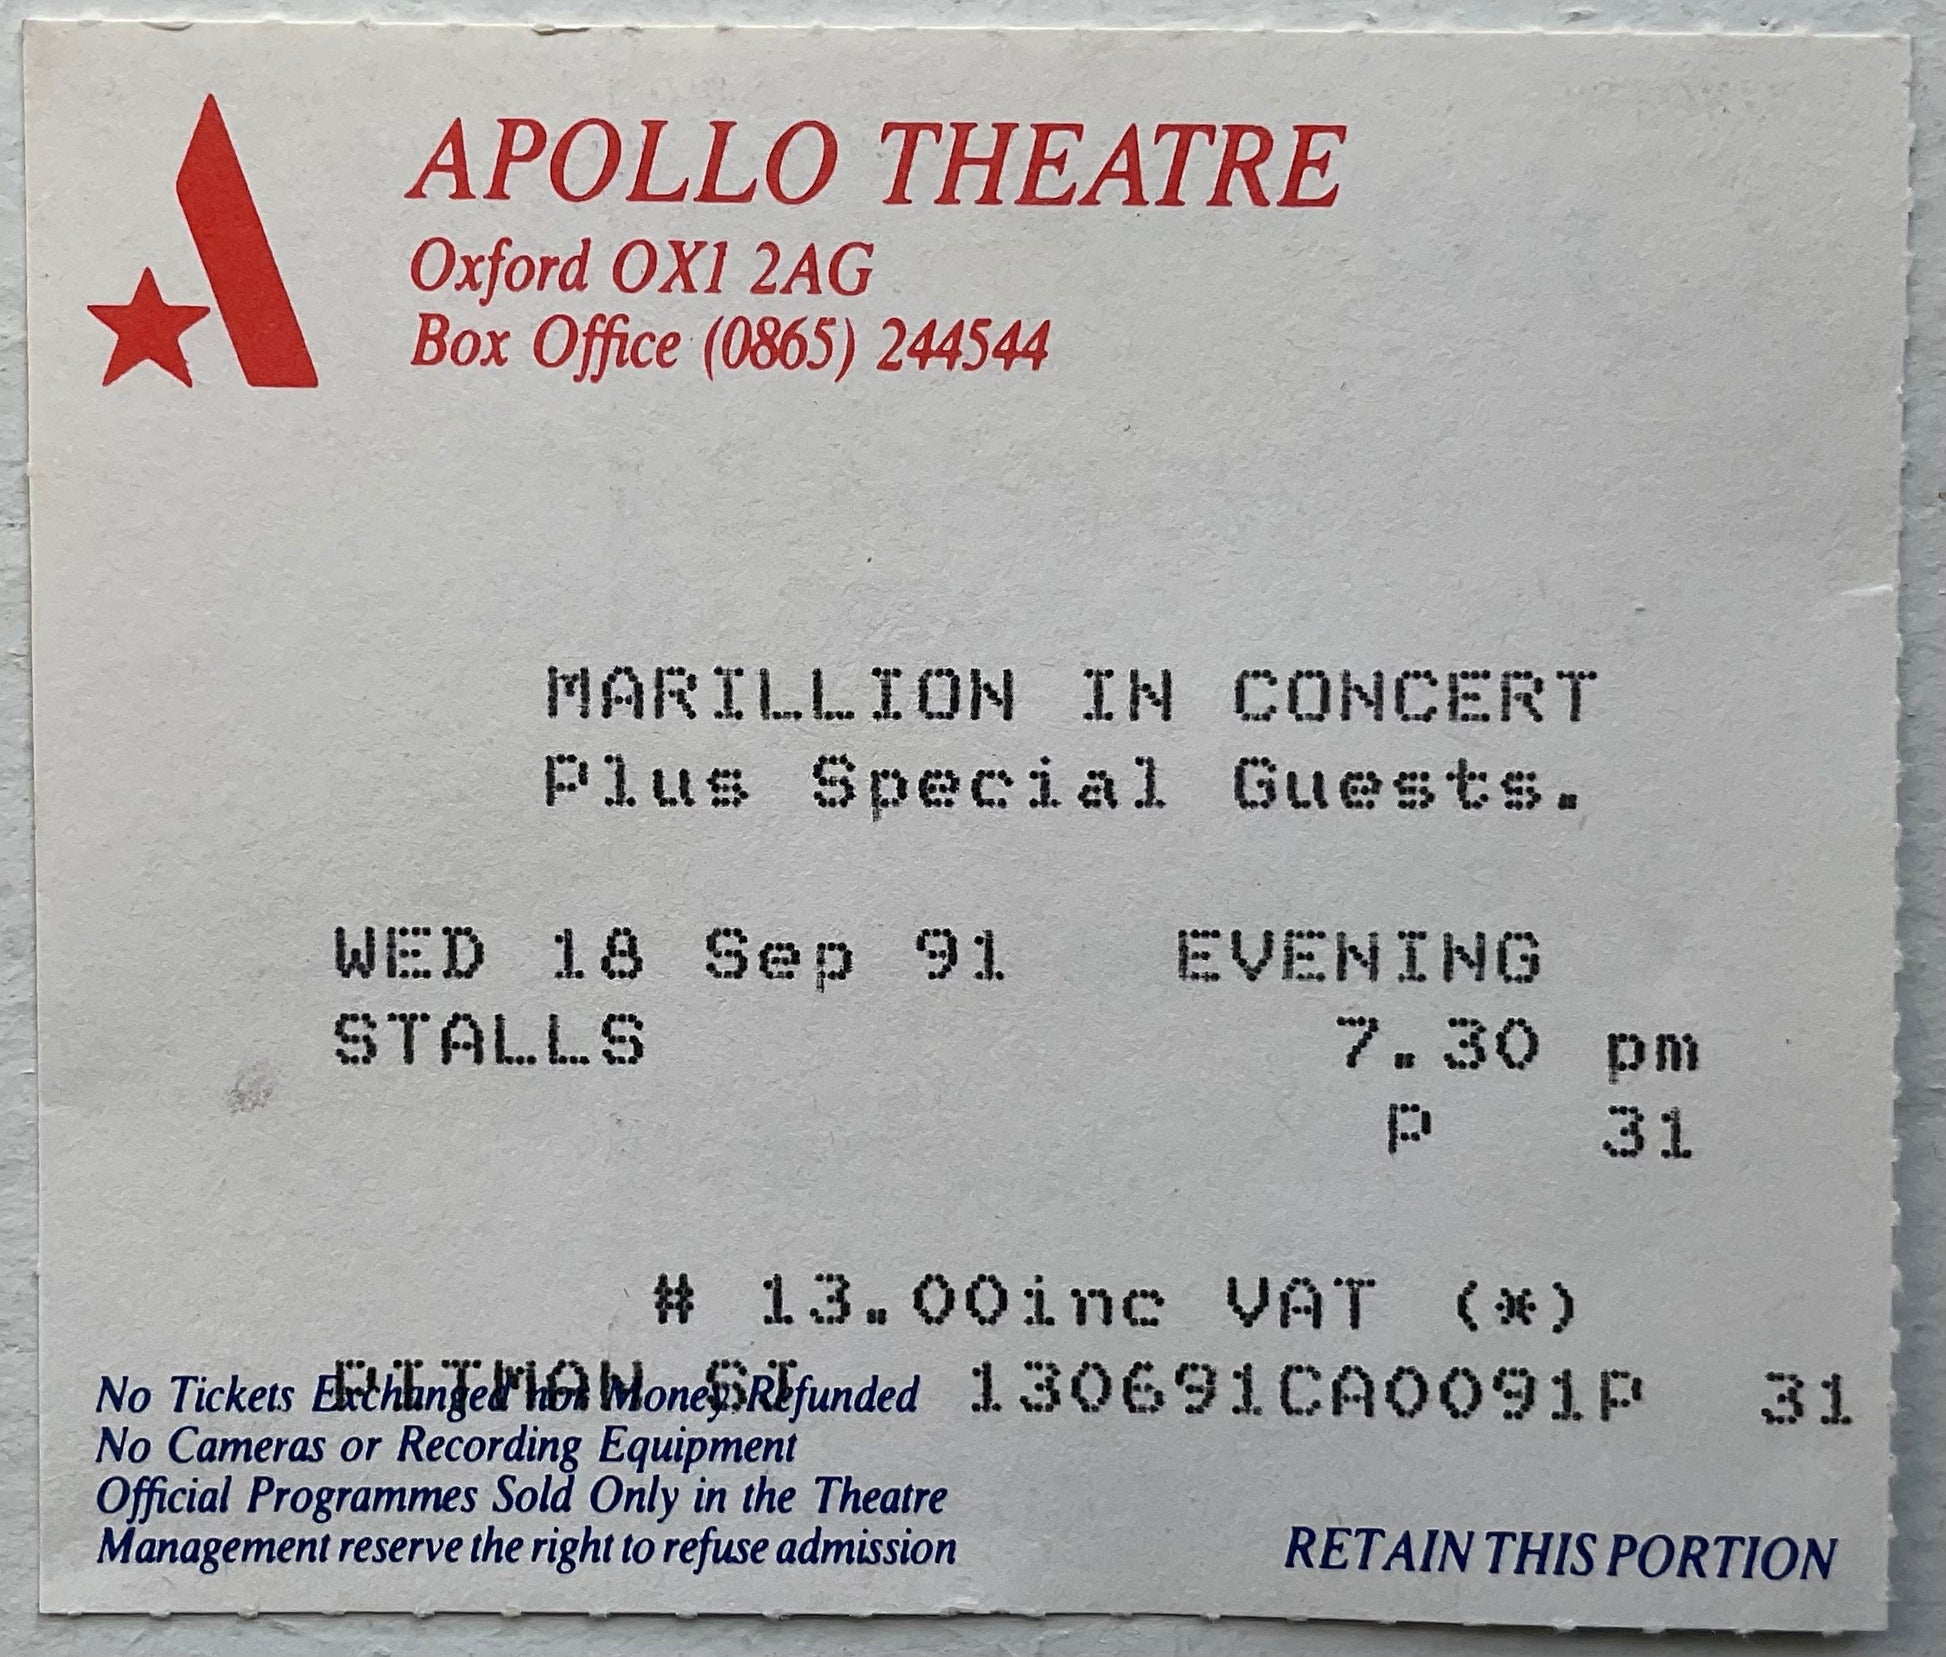 APOLLO THEATRE
Oxford OX1 2AG
Box Office (0865) 244544
MARILLION IN CONCERT
Plus Special Guests.
WED 18 Sep 91 EVENING
STALLS 7.30 pm
P 31
# 13.00inc VAT (*)
PITMAN SI 130691CA0091P 31
No Tickets Exchanged nor Money Refunded
No Cameras or Recording Equipment
Official Programmes Sold Only in the Theatre
Management reserve the right to refuse admission
RETAIN THIS PORTION